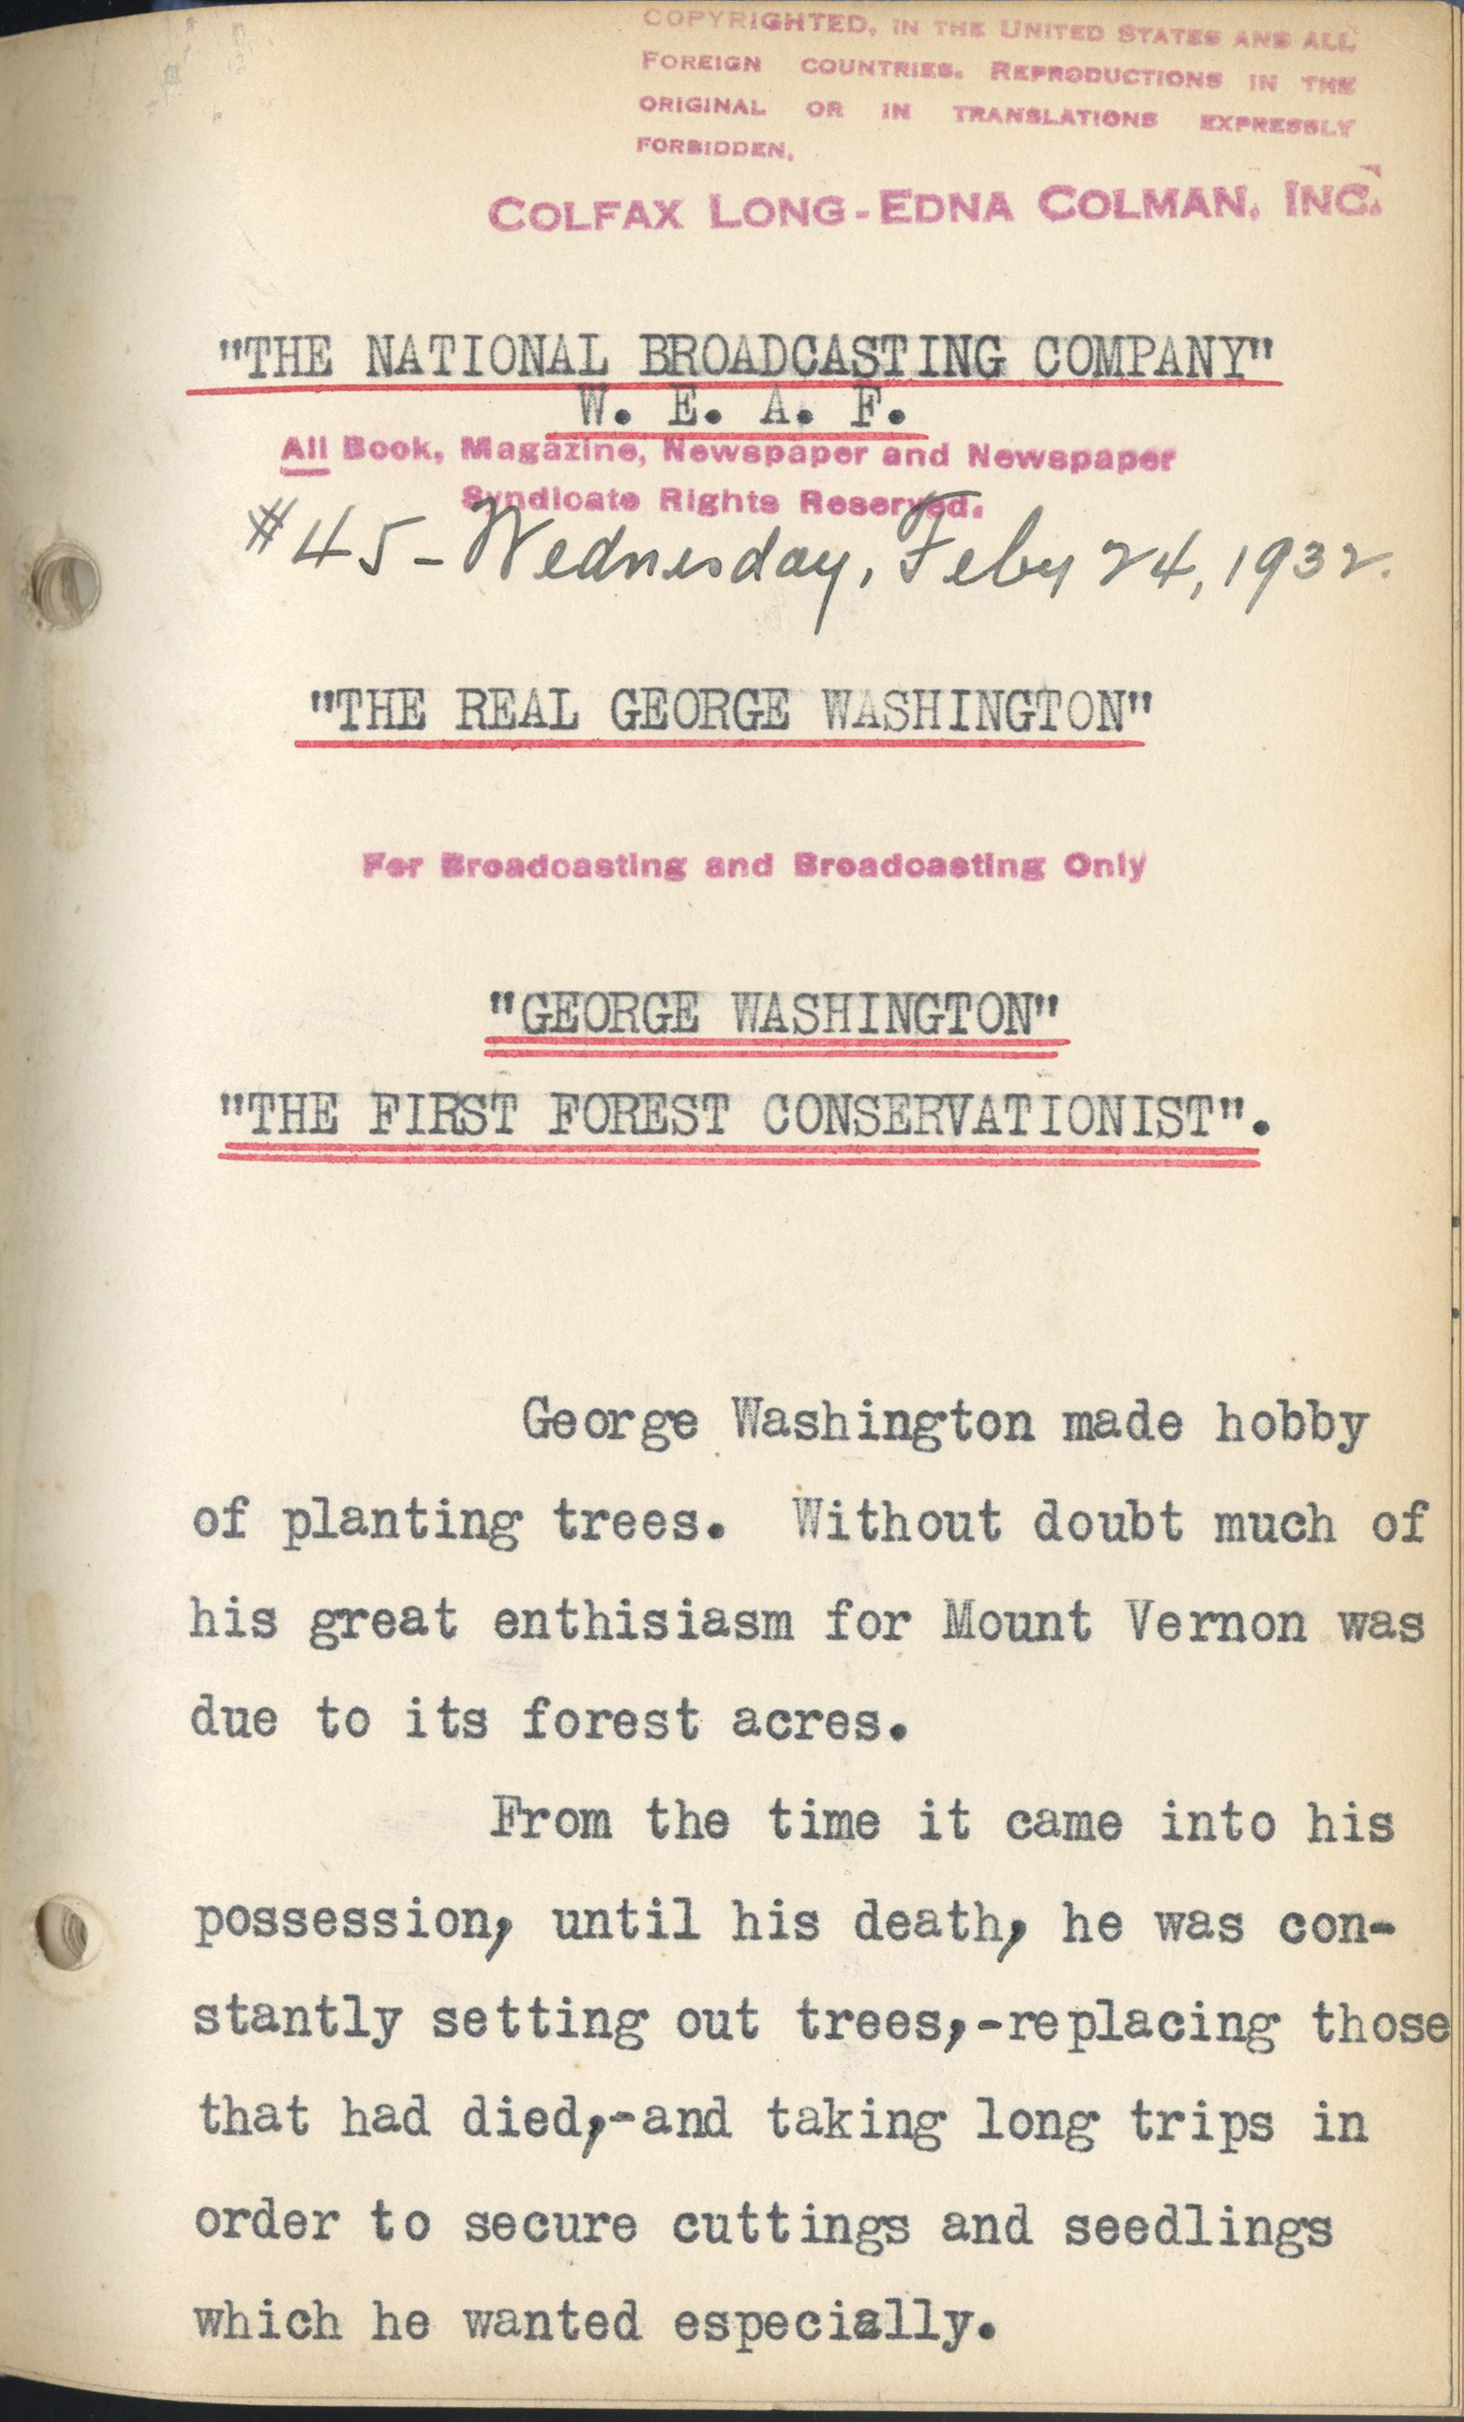 COPYRIGHTED, IN THE UNITED STATES AND ALL
FOREIGN COUNTRIES. REPRODUCTIONS IN THE
ORIGINAL OR IN TRANSLATIONS EXPRESSLY
FORBIDDEN.
COLFAX LONG-EDNA COLMAN, INC.
"THE NATIONAL BROADCASTING COMPANY"
W. E. A. F.
All Book, Magazine, Newspaper and Newspaper
Syndicate Rights Reserved.
#45-Wednesday, Feby 24, 1932.
"THE REAL GEORGE WASHINGTON"
For Broadcasting and Broadcasting Only
"GEORGE WASHINGTON"
"THE FIRST FOREST CONSERVATIONIST".
George Washington made hobby
of planting trees. Without doubt much of
his great enthisiasm for Mount Vernon was
due to its forest acres.
From the time it came into his
possession, until his death, he was con-
stantly setting out trees,-replacing those
that had died,-and taking long trips in
order to secure cuttings and seedlings
which he wanted especially.